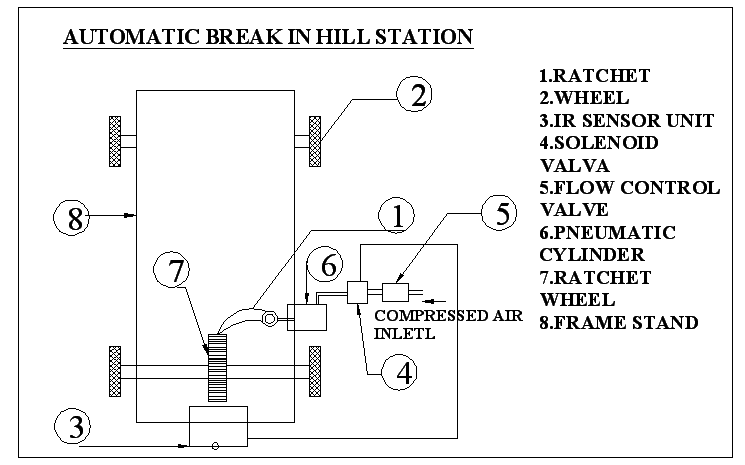 AUTOMATIC BREAK IN HILL STATION
1.RATCHET
2.WHEEL
3.IR SENSOR UNIT
4.SOLENOID
VALVA
5.FLOW CONTROL
VALVE
6.PNEUMATIC
CYLINDER
7.RATCHET
WHEEL
8.FRAME STAND
2
8
1
5
6
7
COMPRESSED AIR
INLETL
4
3